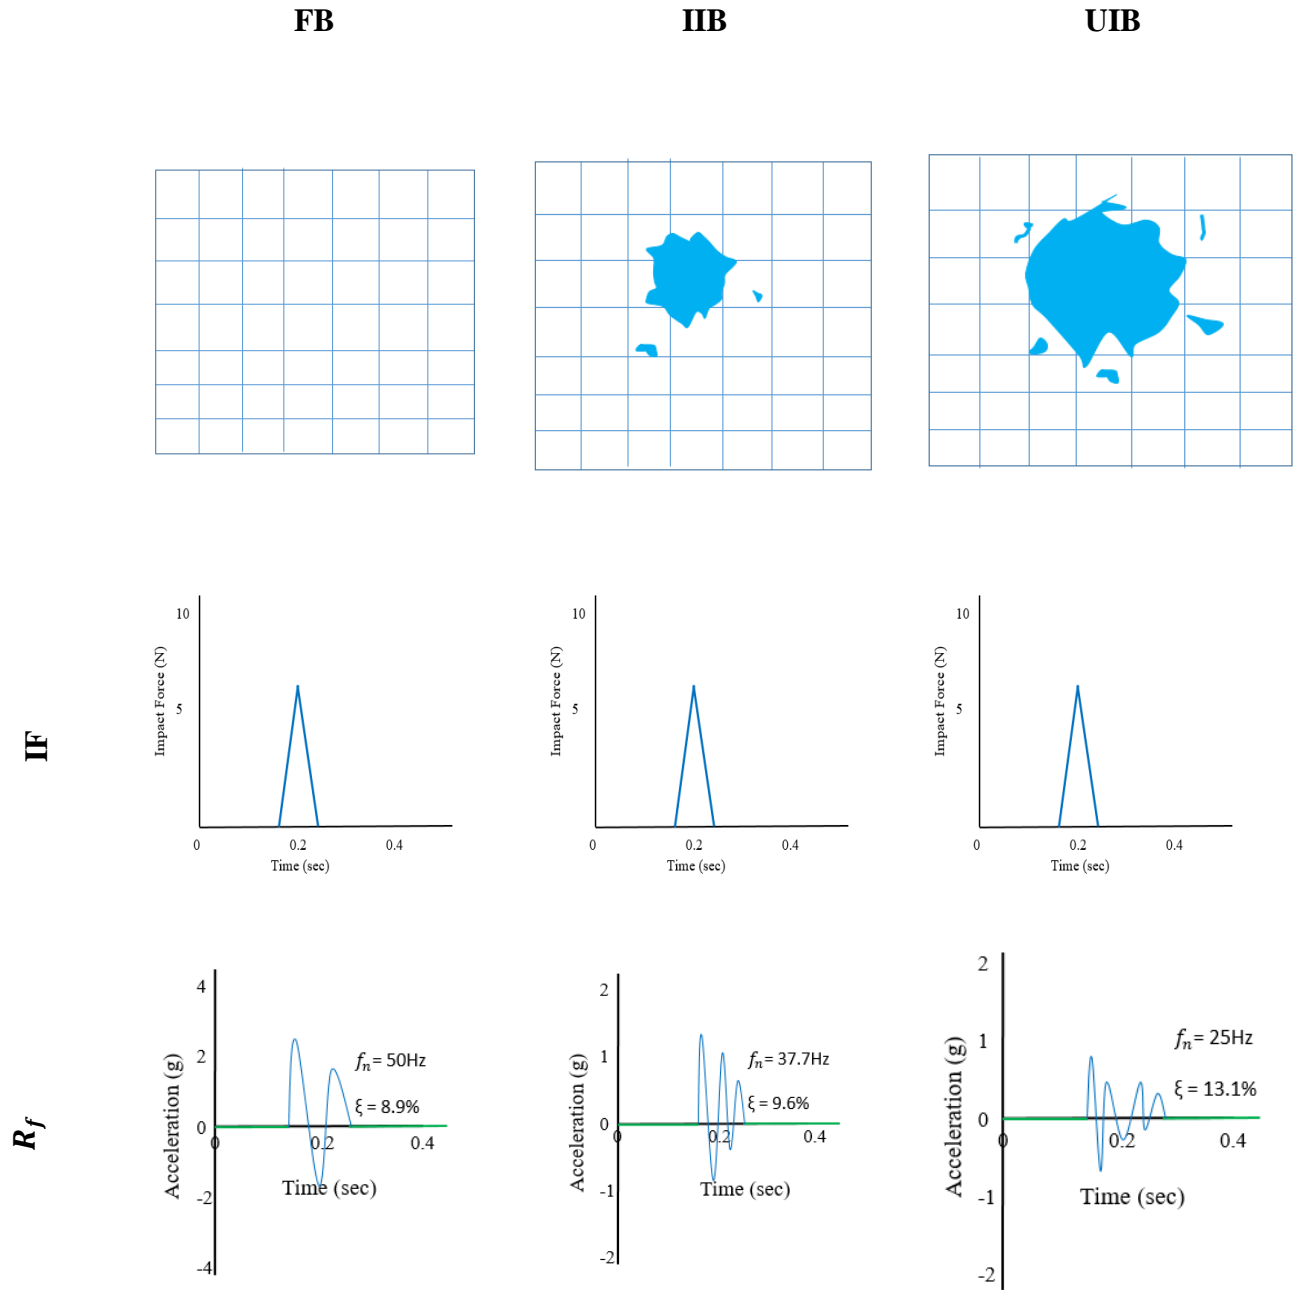 FB IIB UIB
IF
10
Impact Force (N)
5
0 0.2 0.4
Time (sec)
10
Impact Force (N)
5
0 0.2 0.4
Time (sec)
10
Impact Force (N)
5
0 0.2 0.4
Time (sec)
R_f
4
2
0
-2
-4
Acceleration (g)
f_n= 50Hz
ξ = 8.9%
0 0.2 0.4
Time (sec)
2
1
0
-1
-2
Acceleration (g)
f_n= 37.7Hz
ξ = 9.6%
0 0.2 0.4
Time (sec)
2
1
0
-1
-2
Acceleration (g)
f_n= 25Hz
ξ = 13.1%
0 0.2 0.4
Time (sec)